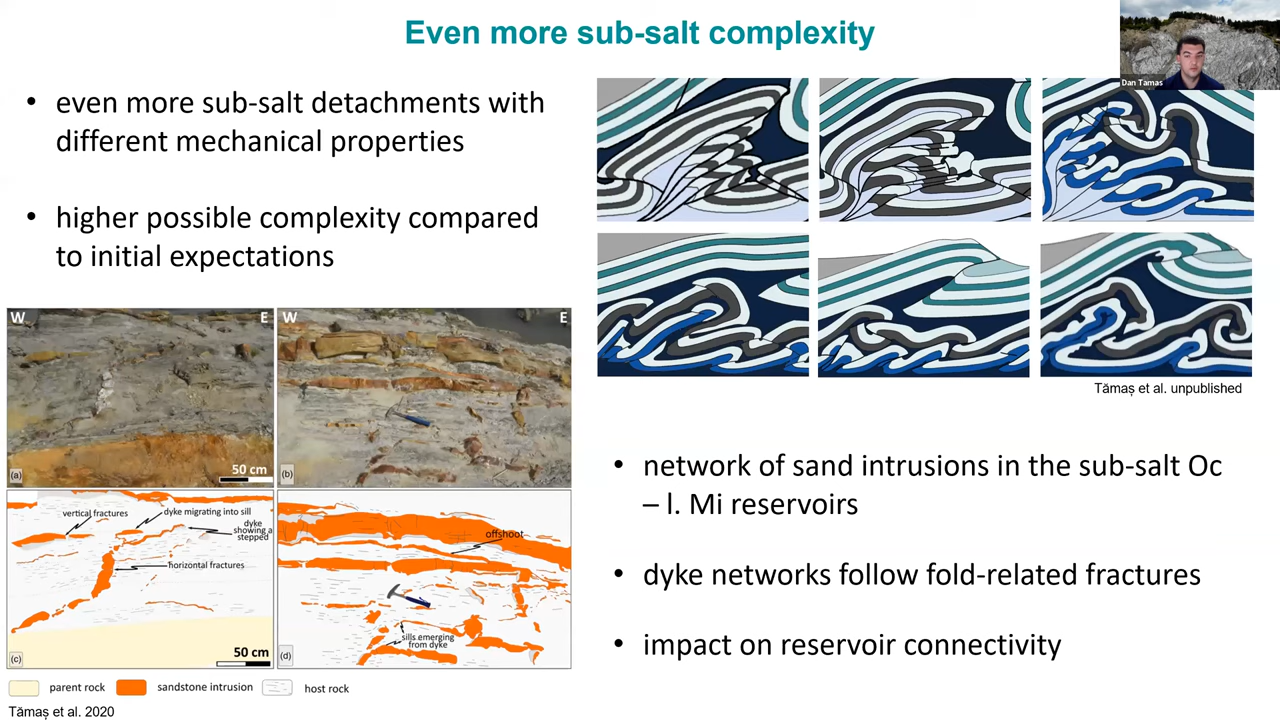 Even more sub-salt complexity
Dan Tamas
• even more sub-salt detachments with
different mechanical properties
• higher possible complexity compared
to initial expectations
Tămaș et al. unpublished
W
E
W
E
50 cm
(a)
(b)
vertical fractures
dyke migrating into sill
dyke
showing a
stepped
horizontal fractures
50 cm
(c)
offshoot
sills emerging
from dyke
(d)
parent rock
sandstone intrusion
host rock
Tămaș et al. 2020
• network of sand intrusions in the sub-salt Oc
– l. Mi reservoirs
• dyke networks follow fold-related fractures
• impact on reservoir connectivity